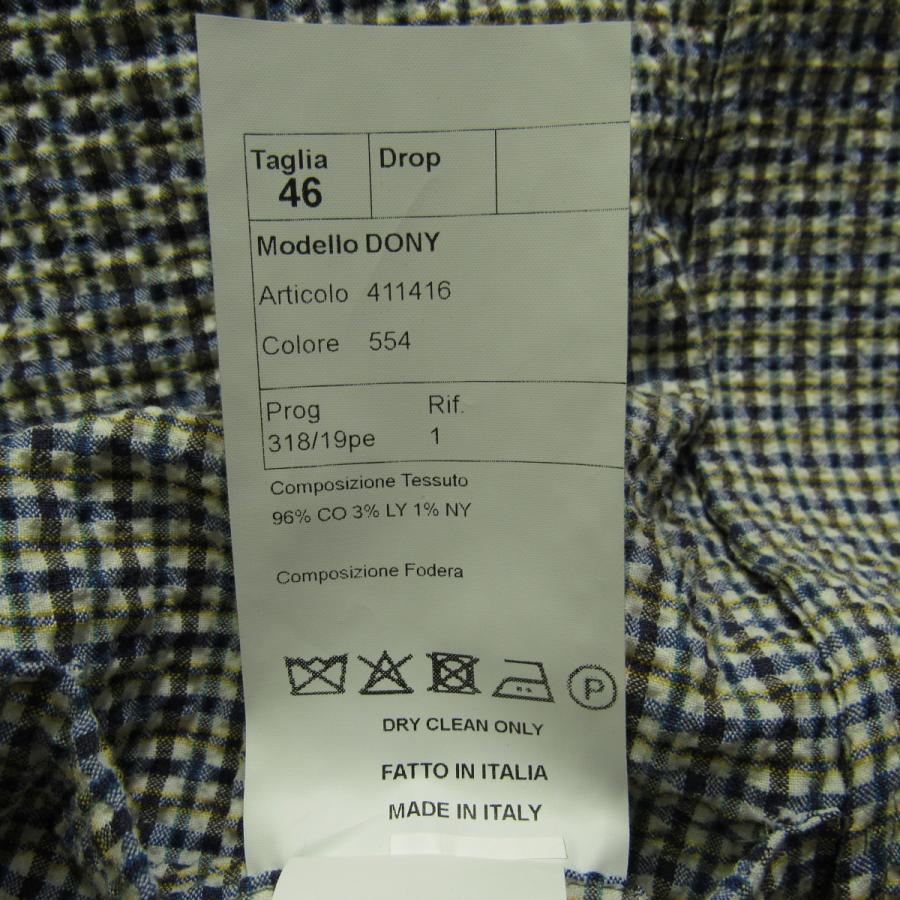 Taglia Drop
46
Modello DONY
Articolo 411416
Colore 554
Prog Rif.
318/19pe 1
Composizione Tessuto
96% CO 3% LY 1% NY
Composizione Fodera
P
DRY CLEAN ONLY
FATTO IN ITALIA
MADE IN ITALY